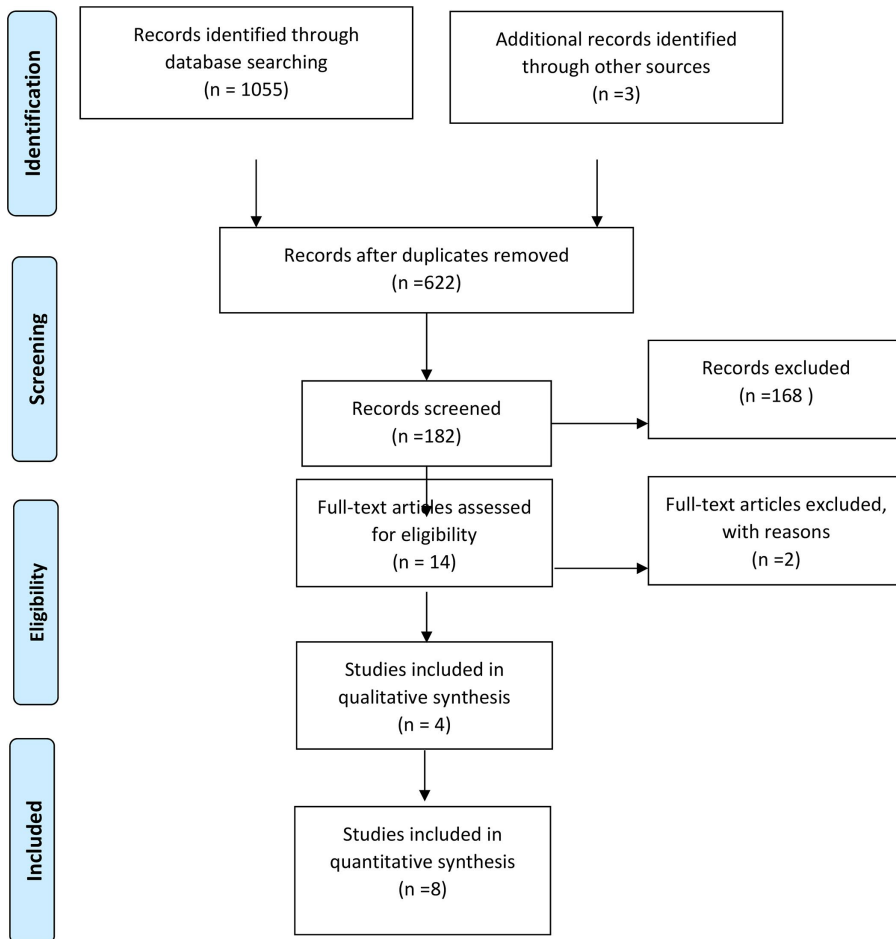 Identification
Records identified through
database searching
(n = 1055)
Additional records identified
through other sources
(n =3)
Records after duplicates removed
(n =622)
Screening
Records screened
(n =182)
Records excluded
(n =168 )
Eligibility
Full-text articles assessed
for eligibility
(n = 14)
Full-text articles excluded,
with reasons
(n =2)
Studies included in
qualitative synthesis
(n = 4)
Included
Studies included in
quantitative synthesis
(n =8)